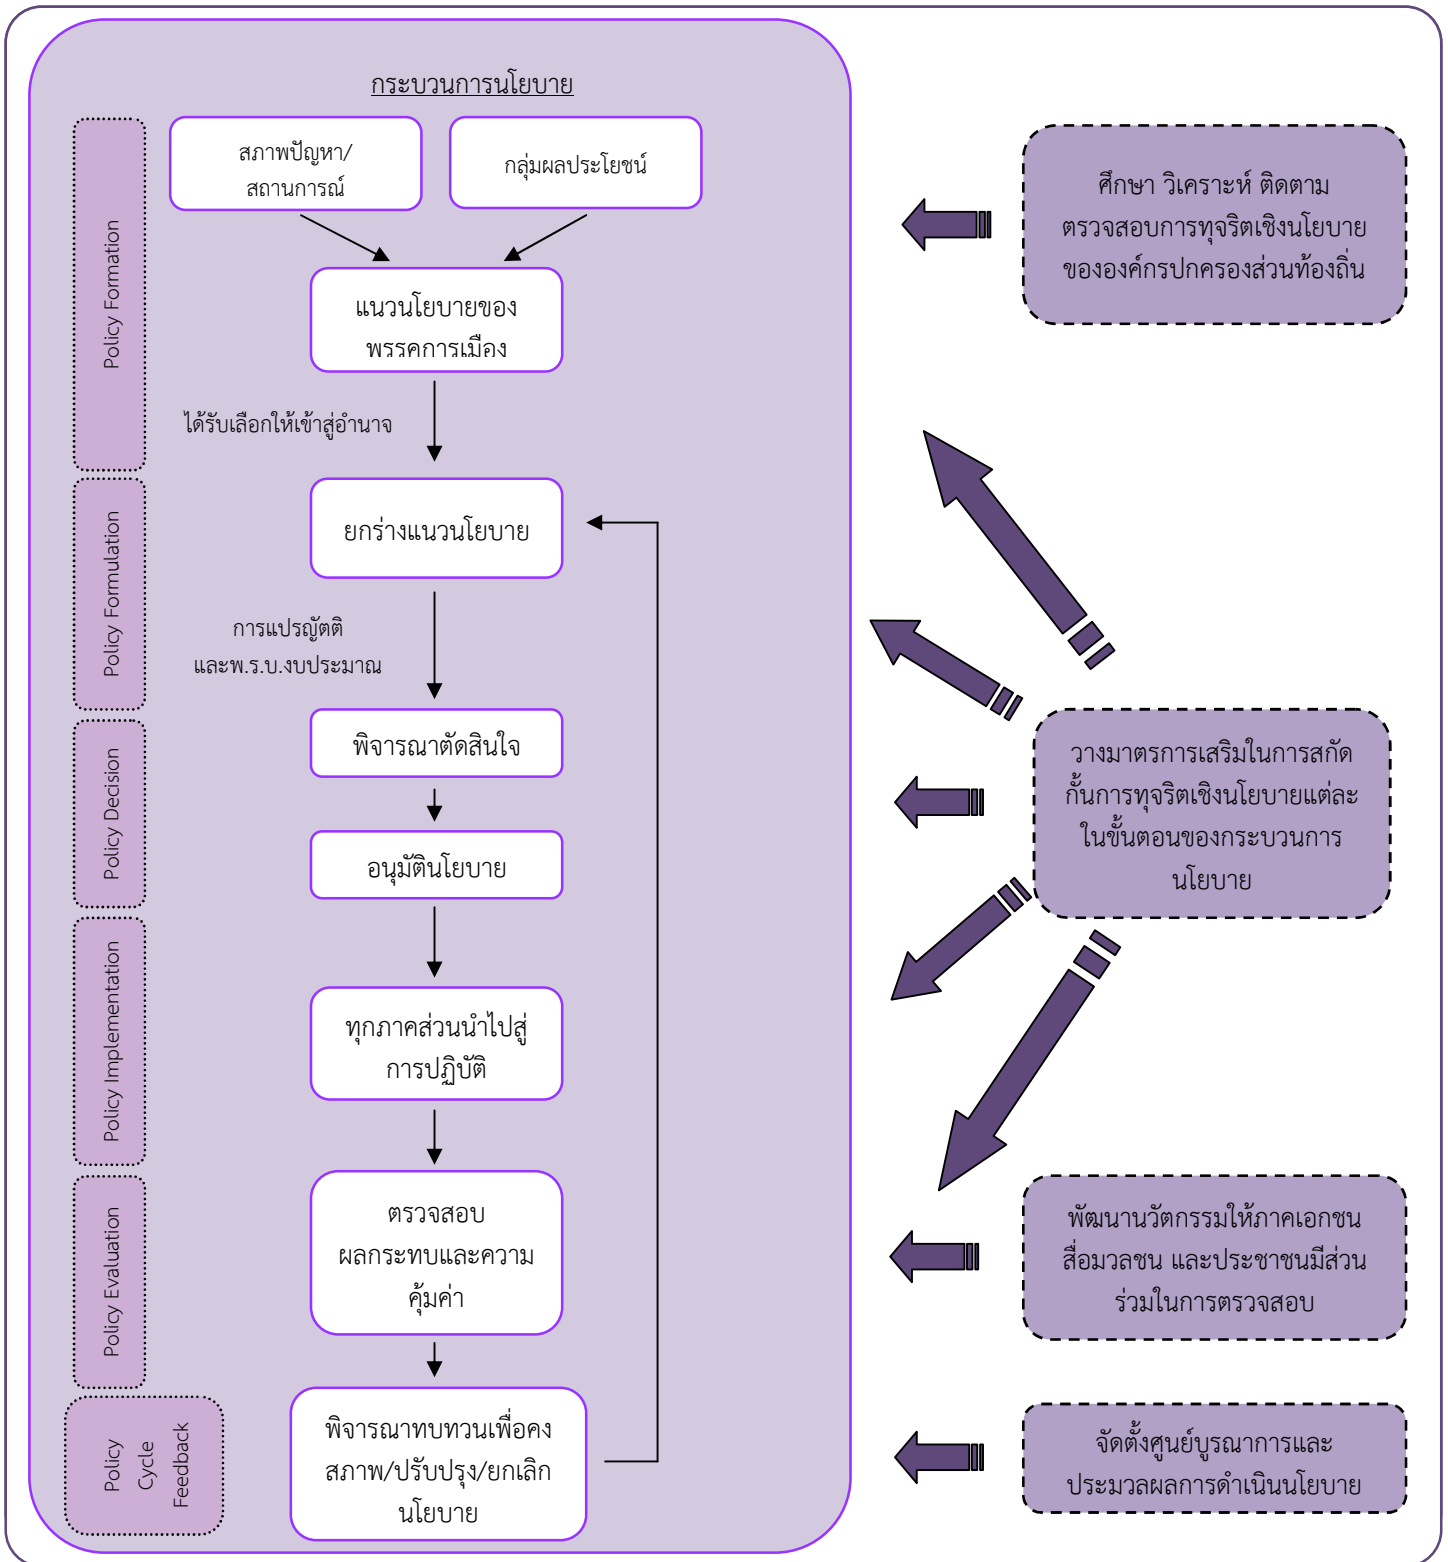 กระบวนการนโยบาย
Policy Formation
สภาพปัญหา/
สถานการณ์
กลุ่มผลประโยชน์
แนวนโยบายของ
พรรคการเมือง
ได้รับเลือกให้เข้าสู่อำนาจ
Policy Formulation
ยกร่างแนวนโยบาย
การแปรญัตติ
และพ.ร.บ.งบประมาณ
Policy Decision
พิจารณาตัดสินใจ
อนุมัตินโยบาย
Policy Implementation
ทุกภาคส่วนนำไปสู่
การปฏิบัติ
Policy Evaluation
ตรวจสอบ
ผลกระทบและความ
คุ้มค่า
Policy
Cycle
Feedback
พิจารณาทบทวนเพื่อคง
สภาพ/ปรับปรุง/ยกเลิก
นโยบาย
ศึกษา วิเคราะห์ ติดตาม
ตรวจสอบการทุจริตเชิงนโยบาย
ขององค์กรปกครองส่วนท้องถิ่น
วางมาตรการเสริมในการสกัด
กั้นการทุจริตเชิงนโยบายแต่ละ
ในขั้นตอนของกระบวนการ
นโยบาย
พัฒนานวัตกรรมให้ภาคเอกชน
สื่อมวลชน และประชาชนมีส่วน
ร่วมในการตรวจสอบ
จัดตั้งศูนย์บูรณาการและ
ประมวลผลการดำเนินนโยบาย